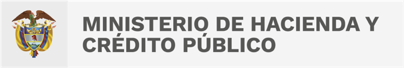 MINISTERIO DE HACIENDA Y
CRÉDITO PÚBLICO